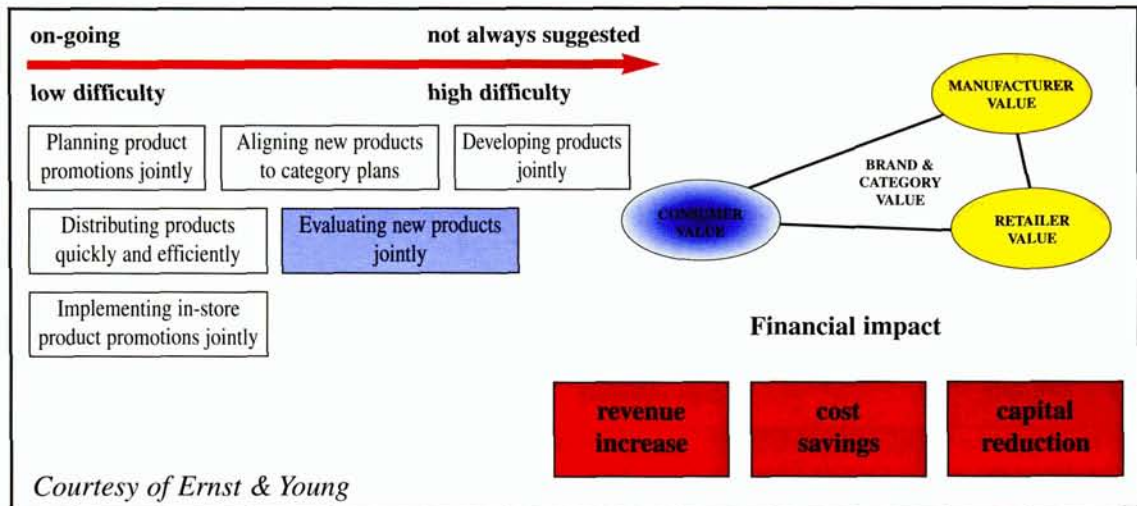 on-going
not always suggested
low difficulty
high difficulty
Planning product
promotions jointly
Aligning new products
to category plans
Developing products
jointly
Distributing products
quickly and efficiently
Evaluating new products
jointly
Implementing in-store
product promotions jointly
MANUFACTURER
VALUE
BRAND &
CATEGORY
VALUE
CONSUMER
VALUE
RETAILER
VALUE
Financial impact
revenue
increase
cost
savings
capital
reduction
Courtesy of Ernst & Young